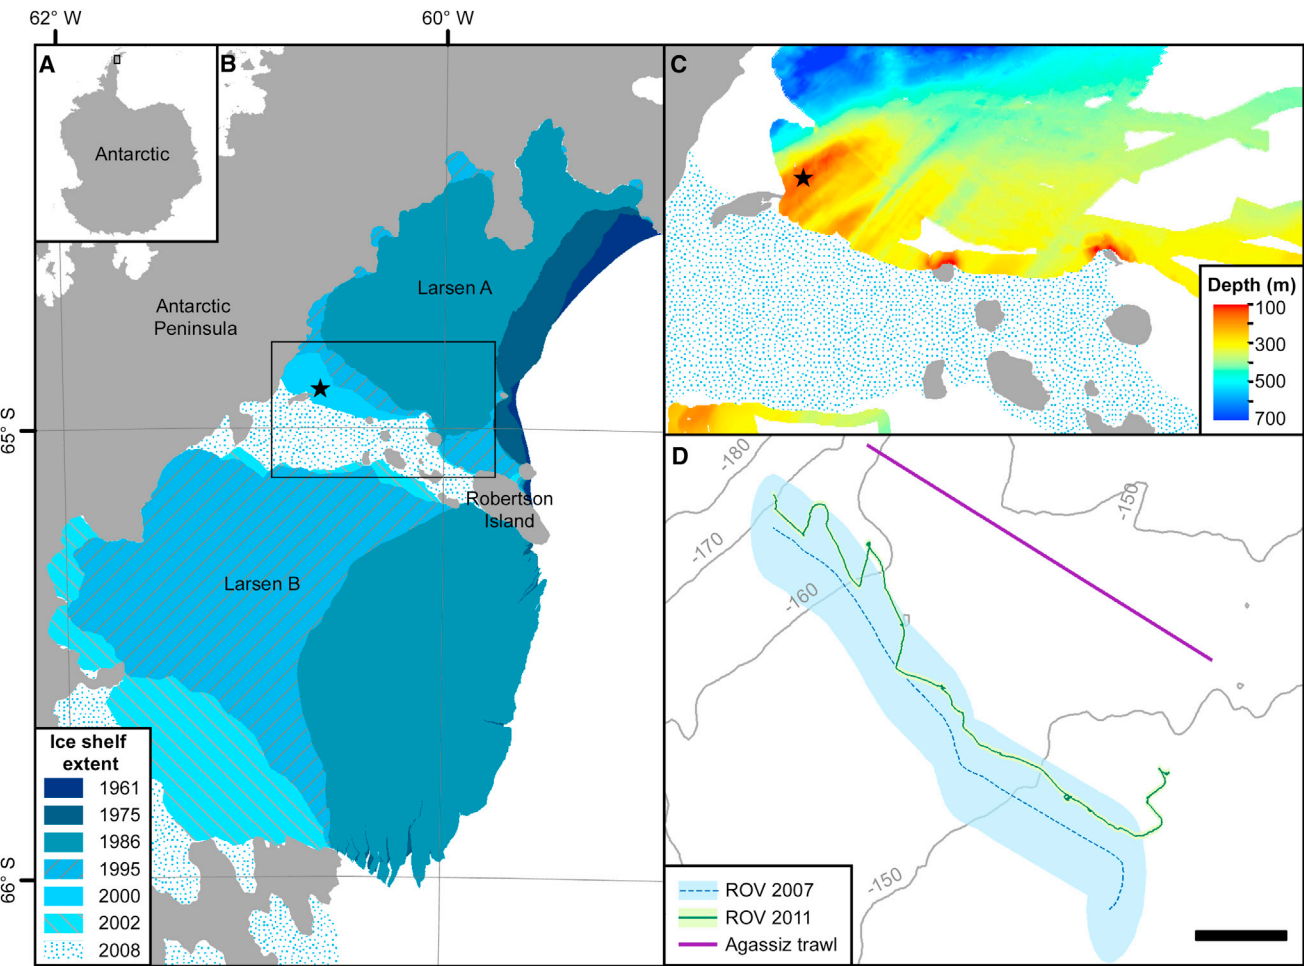 62° W
60° W
A
Antarctic
B
Larsen A
Antarctic
Peninsula
65° S
Robertson
Island
Larsen B
66° S
Ice shelf
extent
1961
1975
1986
1995
2000
2002
2008
C
Depth (m)
100
300
500
700
D
-180
-170
-160
-150
-150
ROV 2007
ROV 2011
Agassiz trawl